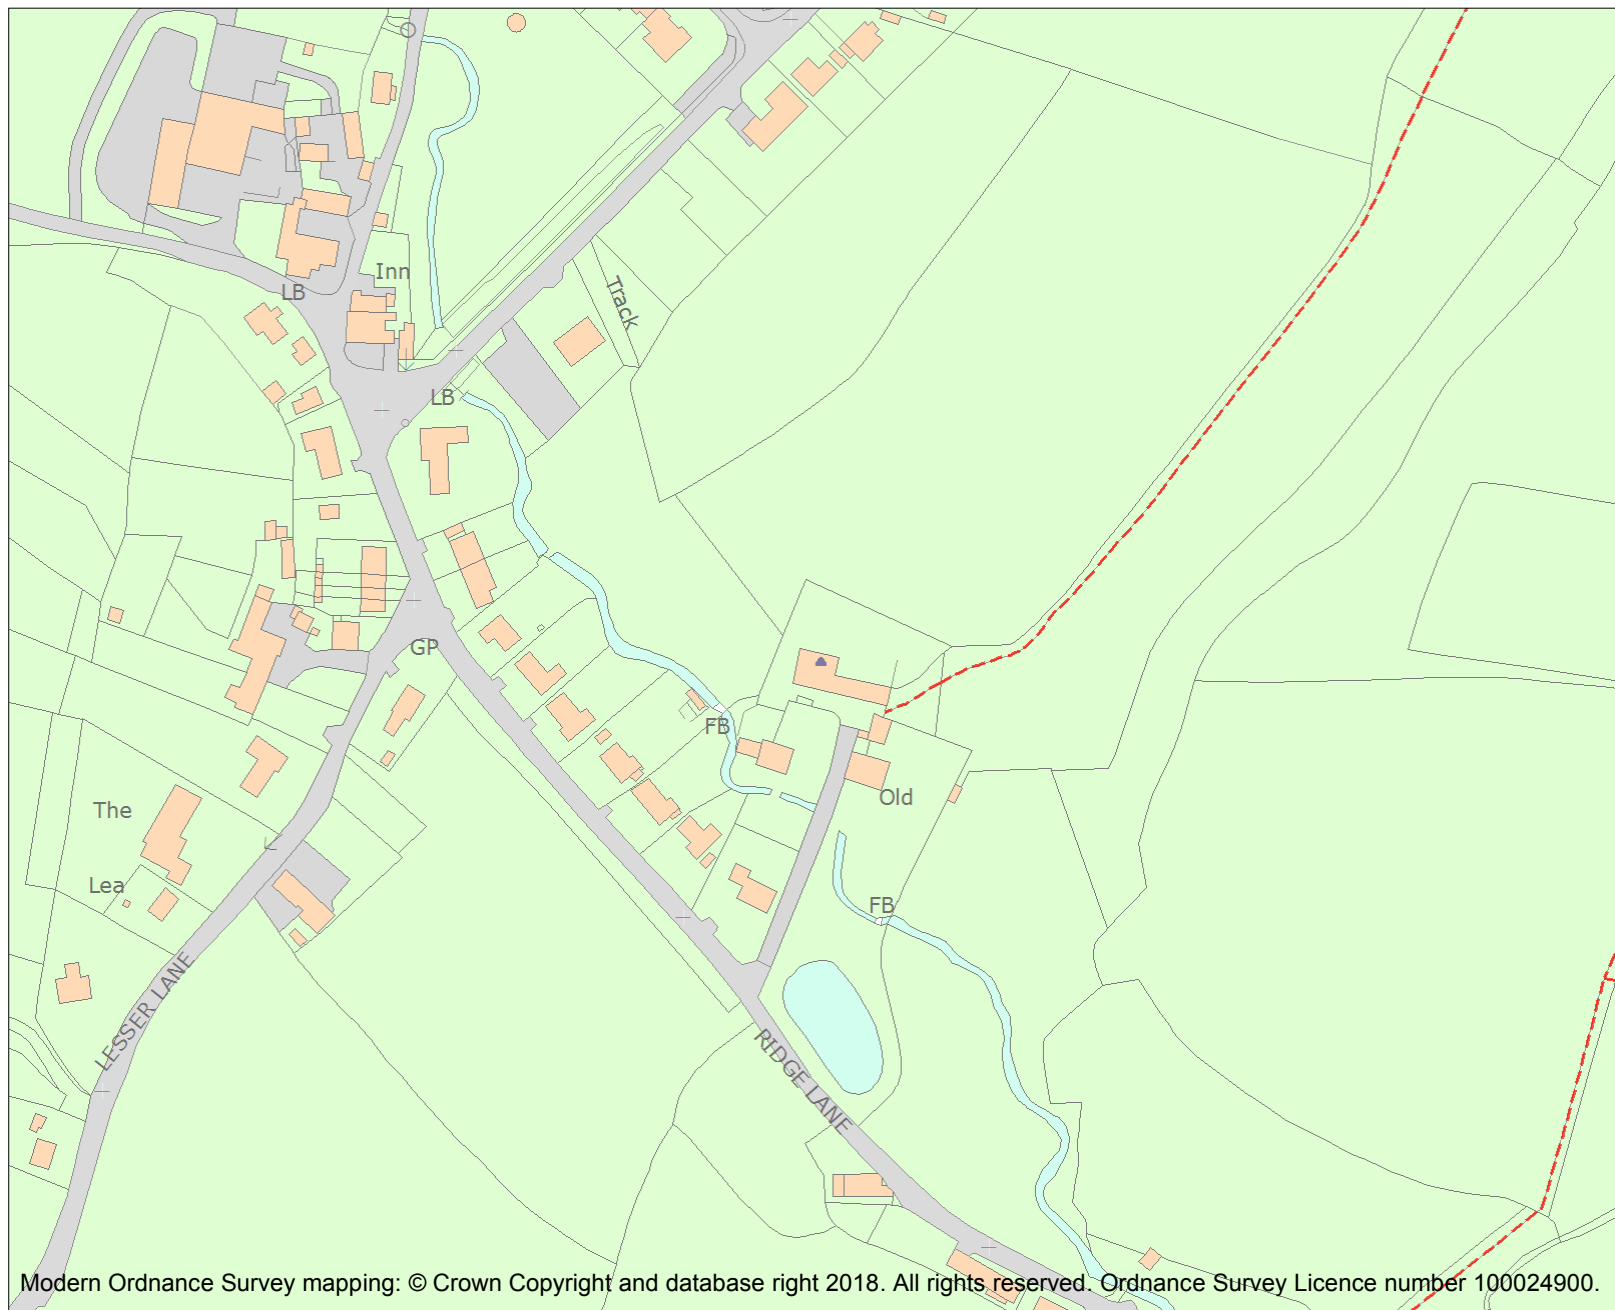 Inn
LB
Track
LB
GP
FB
Old
The
Lea
FB
LESSER LANE
RIDGE LANE
Modern Ordnance Survey mapping: © Crown Copyright and database right 2018. All rights reserved. Ordnance Survey Licence number 100024900.